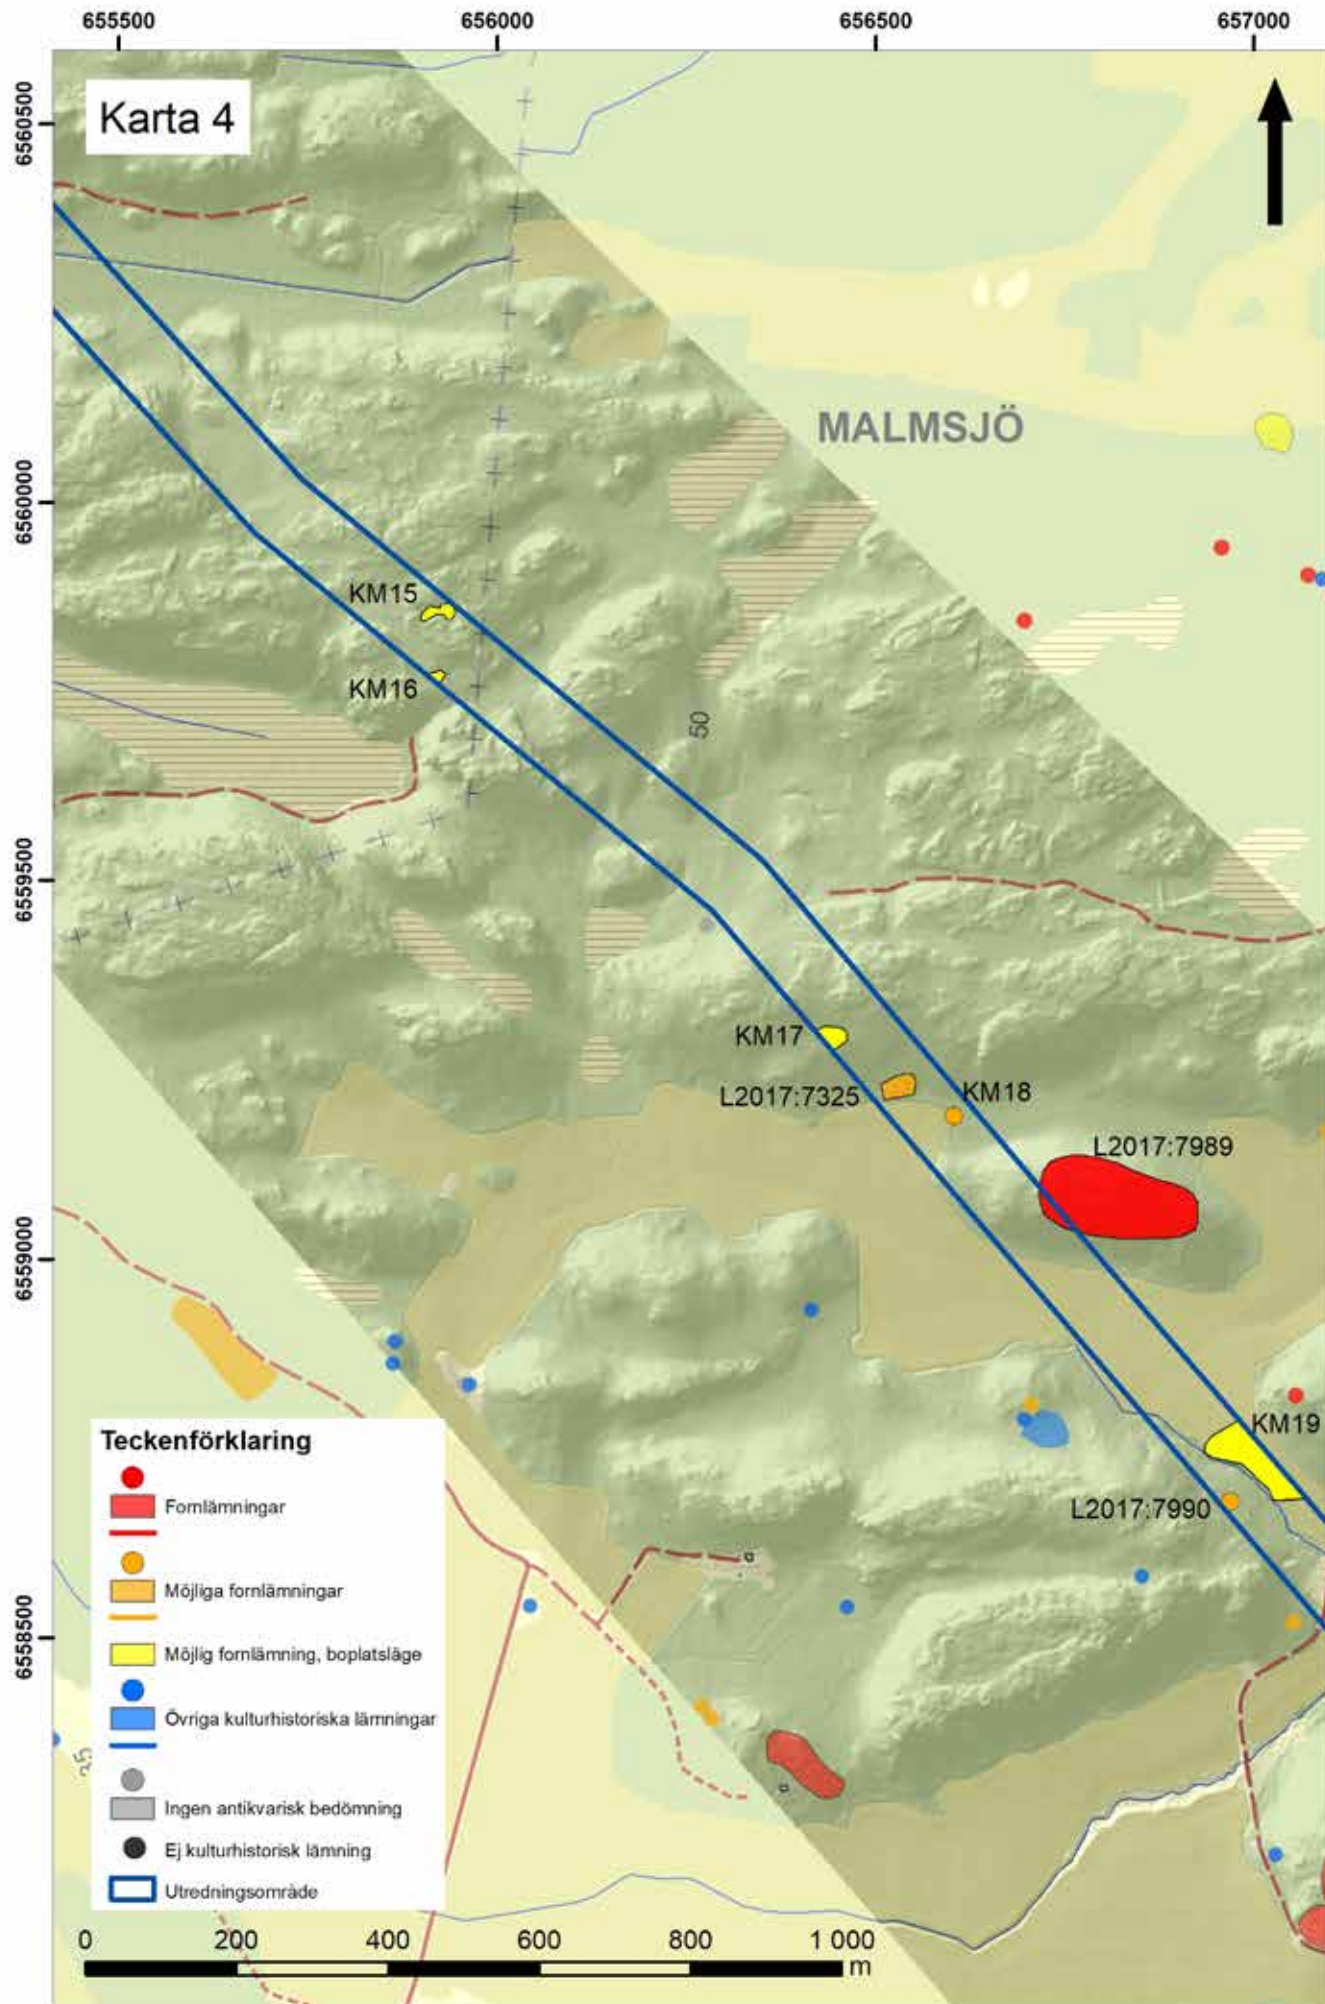 655500 656000 656500 657000
6560500
Karta 4
MALMSJÖ
6560000
KM15
KM16
50
6559500
KM17
L2017:7325
KM18
L2017:7989
6559000
KM19
L2017:7990
6558500
25
Teckenförklaring
Fornlämningar
Möjliga fornlämningar
Möjlig fornlämning, boplatsläge
Övriga kulturhistoriska lämningar
Ingen antikvarisk bedömning
Ej kulturhistorisk lämning
Utredningsområde
0 200 400 600 800 1 000
m